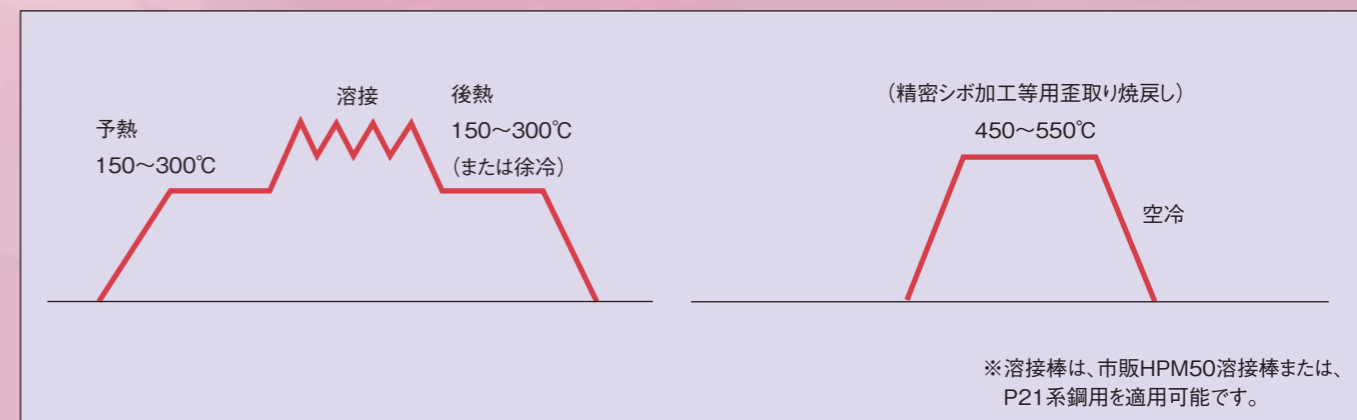 予熱
150〜300℃
溶接
後熱
150〜300℃
(または徐冷)
(精密シボ加工等用歪取り焼戻し)
450〜550℃
空冷
※溶接棒は、市販HPM50溶接棒または、
P21系鋼用を適用可能です。